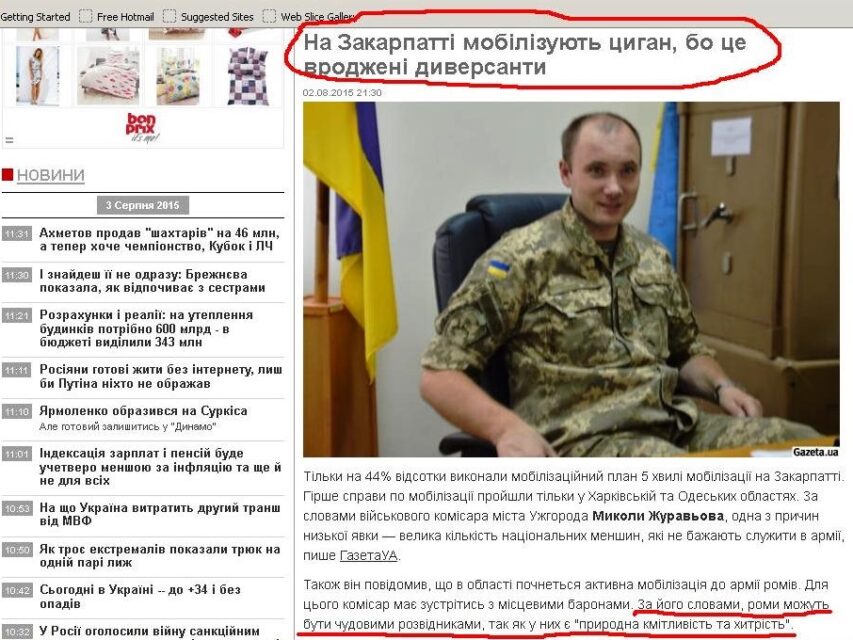 Getting Started
Free Hotmail
Suggested Sites
Web Slice Gallery
bon
prix
it's me!
НОВИНИ
3 Серпня 2015
11:31 Ахметов продав "шахтарів" на 46 млн,
а тепер хоче чемпіонство, Кубок і ЛЧ
11:30 І знайдеш її не одразу: Брежнєва
показала, як відпочиває з сестрами
11:21 Розрахунки і реалії: на утеплення
будинків потрібно 600 млрд - в
бюджеті виділили 343 млн
11:11 Росіяни готові жити без інтернету, лиш
би Путіна ніхто не ображав
11:10 Ярмоленко образився на Суркіса
Але готовий залишитись у "Динамо"
11:01 Індексація зарплат і пенсій буде
учетверо меншою за інфляцію та ще й
не для всіх
10:53 На що Україна витратить другий транш
від МВФ
10:50 Як троє екстремалів показали трюк на
одній парі лиж
10:42 Сьогодні в Україні -- до +34 і без
опадів
10:32 У Росії оголосили війну санкційним
На Закарпатті мобілізують циган, бо це
вроджені диверсанти
02.08.2015 21:30
Gazeta.ua
Тільки на 44% відсотки виконали мобілізаційний план 5 хвилі мобілізації на Закарпатті.
Гірше справи по мобілізації пройшли тільки у Харківській та Одеських областях. За
словами військового комісара міста Ужгорода Миколи Журавьова, одна з причин
низької явки — велика кількість національних меншин, які не бажають служити в армії,
пише ГазетаУА.
Також він повідомив, що в області почнеться активна мобілізація до армії ромів. Для
цього комісар має зустрітись з місцевими баронами. За його словами, роми можуть
бути чудовими розвідниками, так як у них є "природна кмітливість та хитрість".